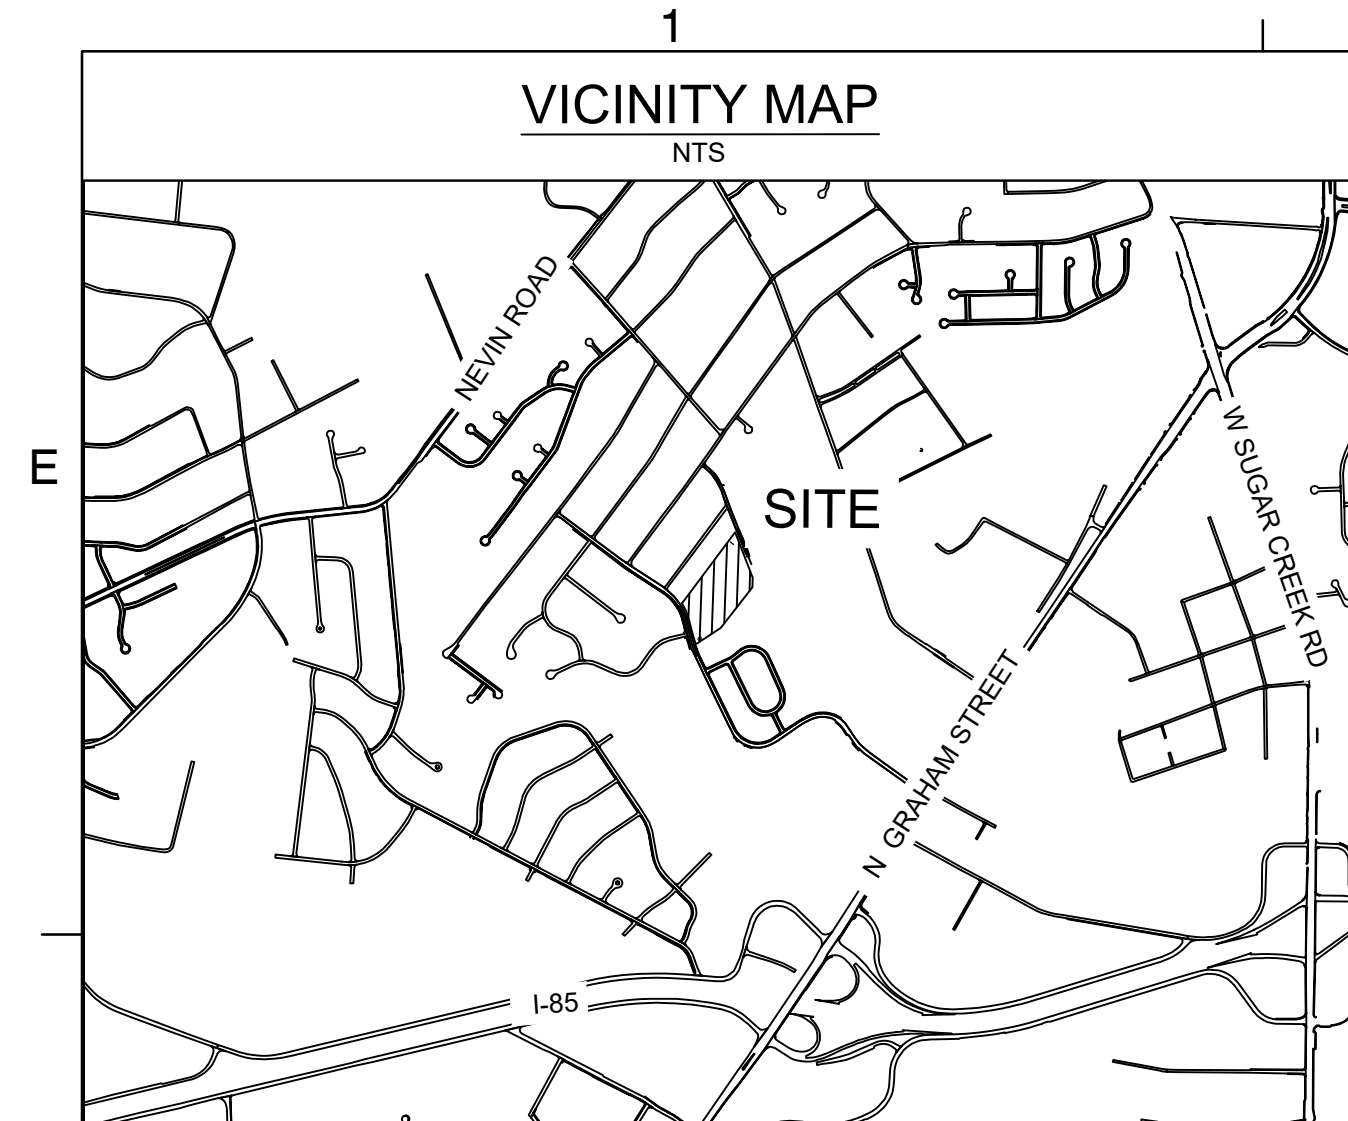 1
VICINITY MAP
NTS
NEVIN ROAD
W SUGAR CREEK RD
E
SITE
N GRAHAM STREET
I-85